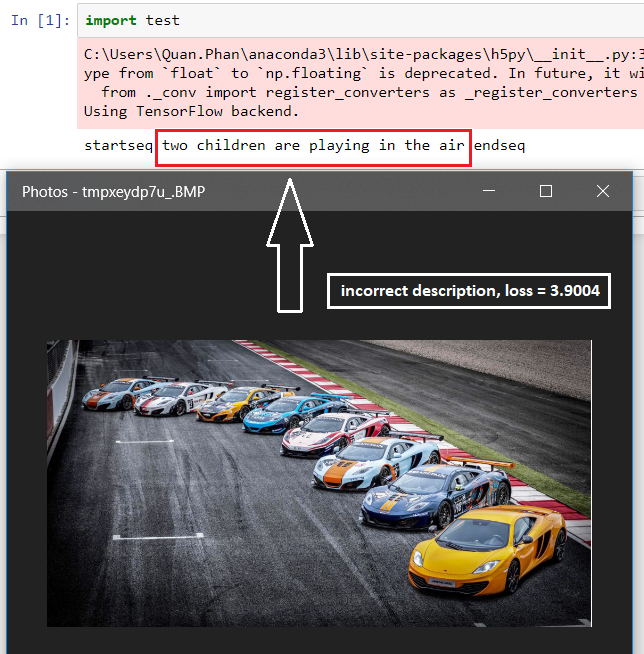 In [1]: import test
C:\Users\Quan.Phan\anaconda3\lib\site-packages\h5py\__init__.py:3
ype from `float` to `np.floating` is deprecated. In future, it wi
from ._conv import register_converters as _register_converters
Using TensorFlow backend.
startseq two children are playing in the air endseq
Photos - tmpxeydp7u_.BMP
incorrect description, loss = 3.9004